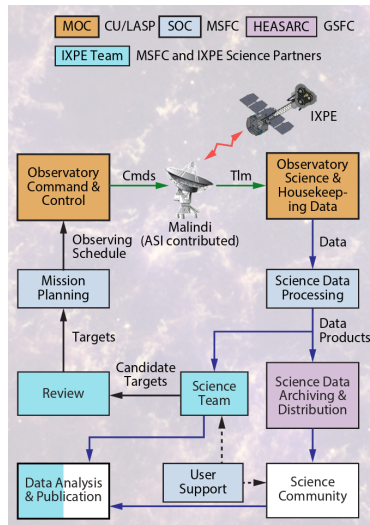 MOC CU/LASP SOC MSFC HEASARC GSFC
IXPE Team MSFC and IXPE Science Partners
IXPE
Observatory
Command &
Control
Cmds
Tlm
Malindi
(ASI contributed)
Observatory
Science &
Housekeep-
ing Data
Observing
Schedule
Data
Mission
Planning
Science Data
Processing
Targets
Data
Products
Candidate
Targets
Review
Science
Team
Science Data
Archiving &
Distribution
Data Analysis
& Publication
User
Support
Science
Community